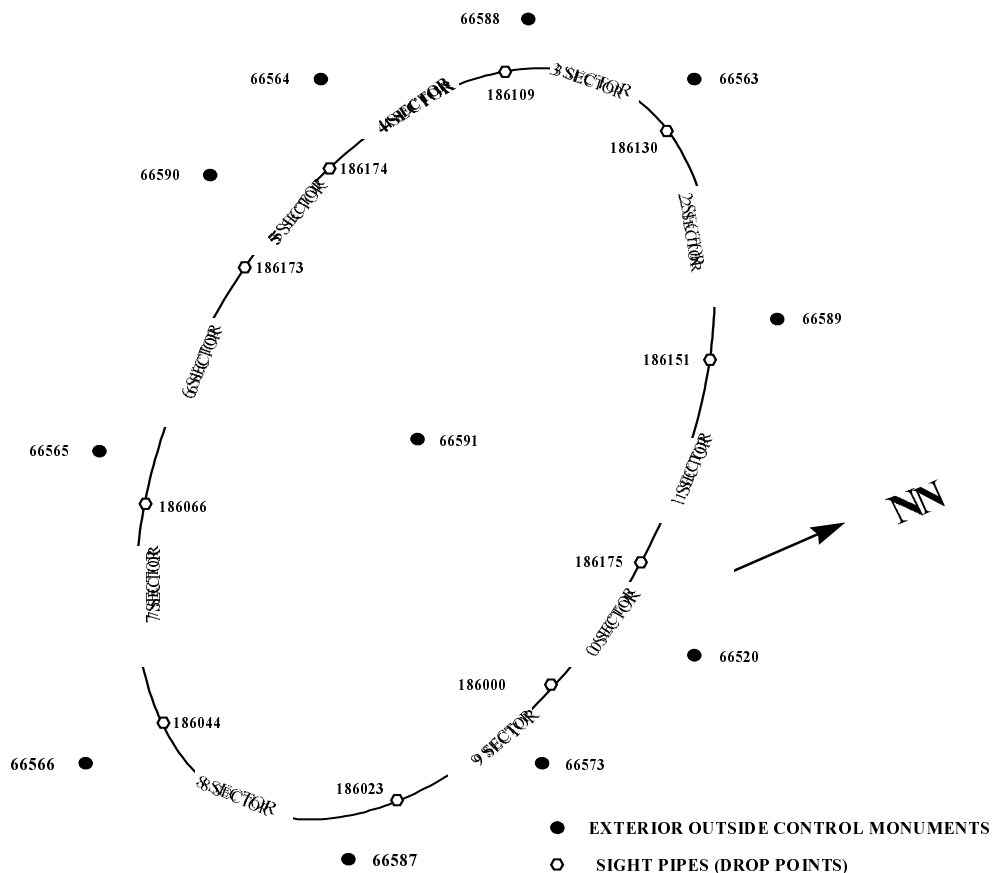 66588
66564
66563
3 SECTOR
4 SECTOR
186109
186130
66590
186174
2 SECTOR
5 SECTOR
186173
66589
6 SECTOR
186151
66565
66591
1 SECTOR
186066
N
186175
7 SECTOR
0 SECTOR
66520
186000
186044
9 SECTOR
66566
66573
8 SECTOR
186023
EXTERIOR OUTSIDE CONTROL MONUMENTS
66587
SIGHT PIPES (DROP POINTS)